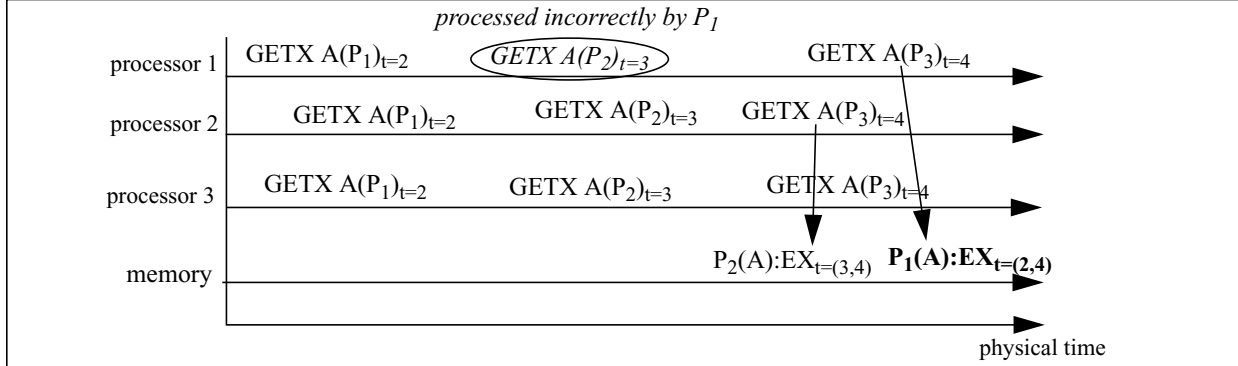 processed incorrectly by P₁
processor 1 GETX A(P₁)ₜ₌₂ GETX A(P₂)ₜ₌₃ GETX A(P₃)ₜ₌₄
processor 2 GETX A(P₁)ₜ₌₂ GETX A(P₂)ₜ₌₃ GETX A(P₃)ₜ₌₄
processor 3 GETX A(P₁)ₜ₌₂ GETX A(P₂)ₜ₌₃ GETX A(P₃)ₜ₌₄
memory P₂(A):EXₜ₌₍₃,₄₎ P₁(A):EXₜ₌₍₂,₄₎
physical time